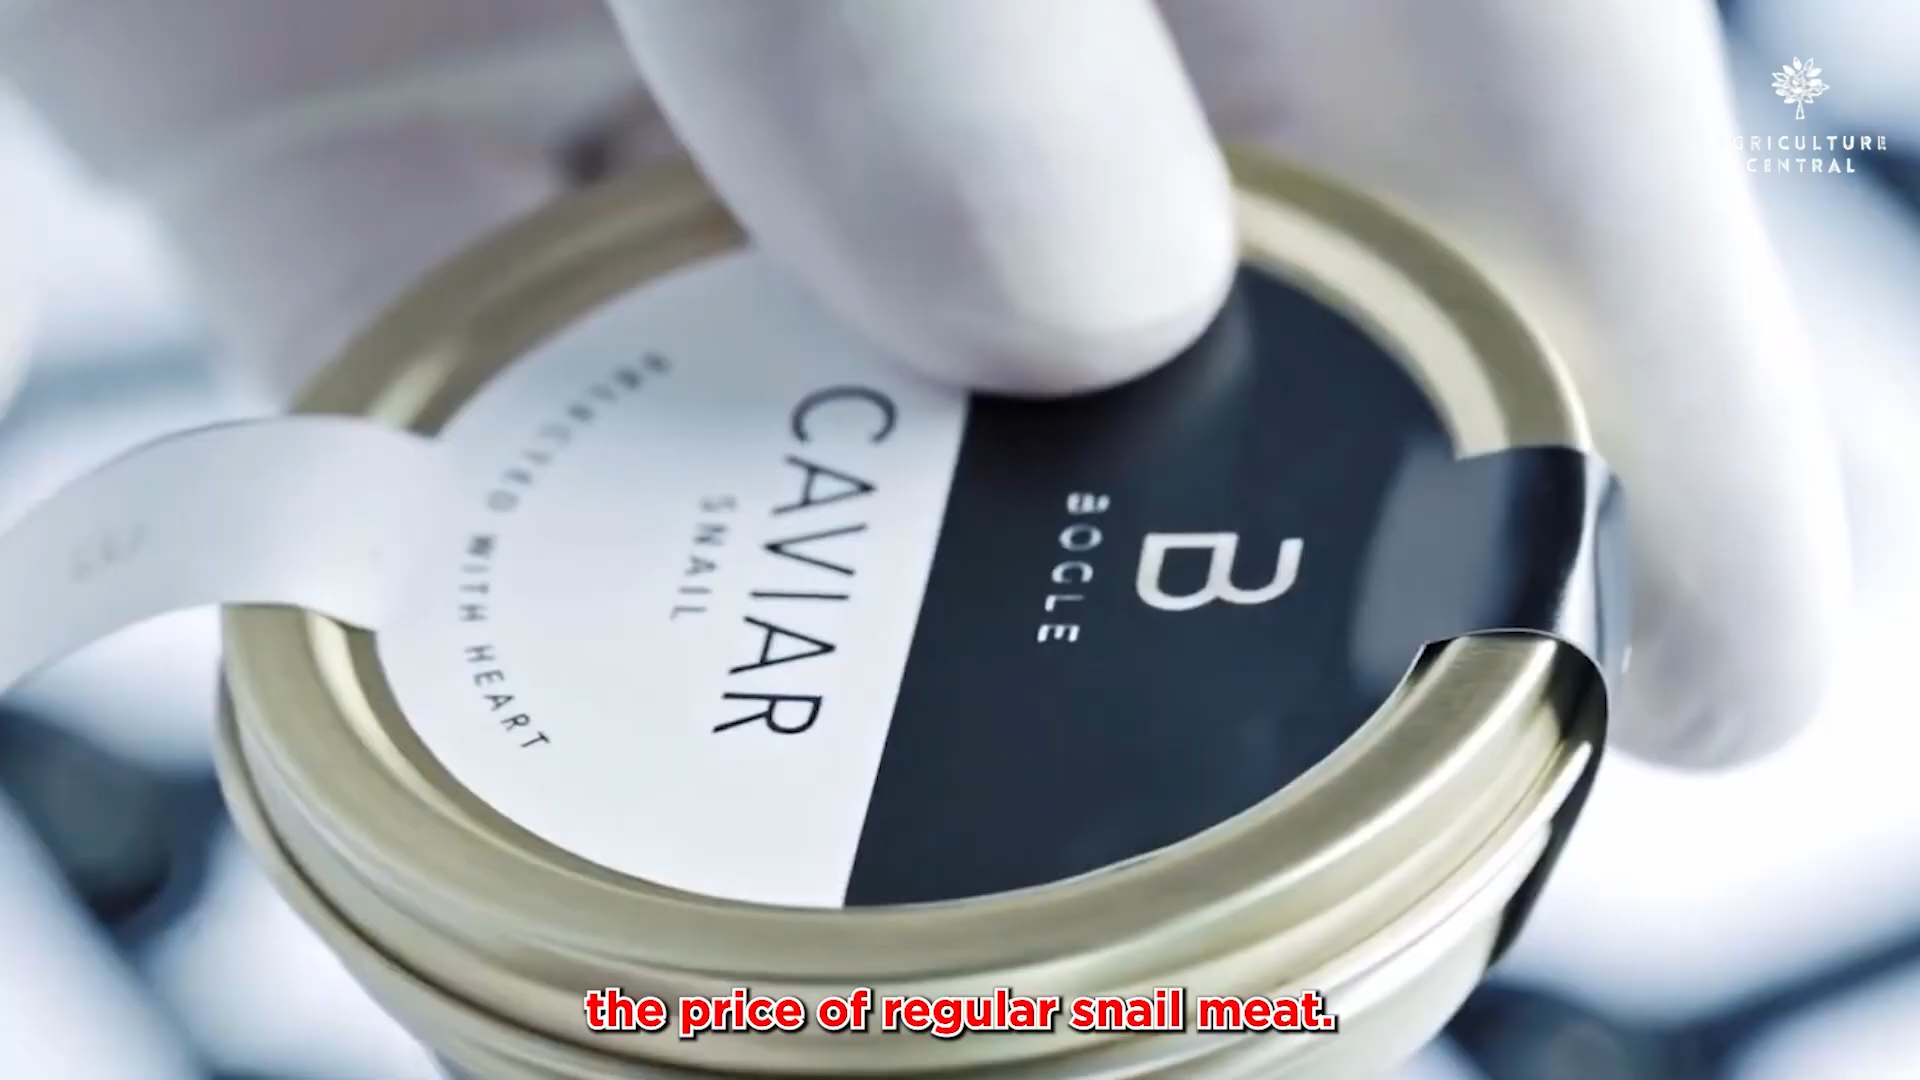 AGRICULTURE
CENTRAL
SELECTED WITH HEART
CAVIAR
SNAIL
B
BOGLE
the price of regular snail meat.